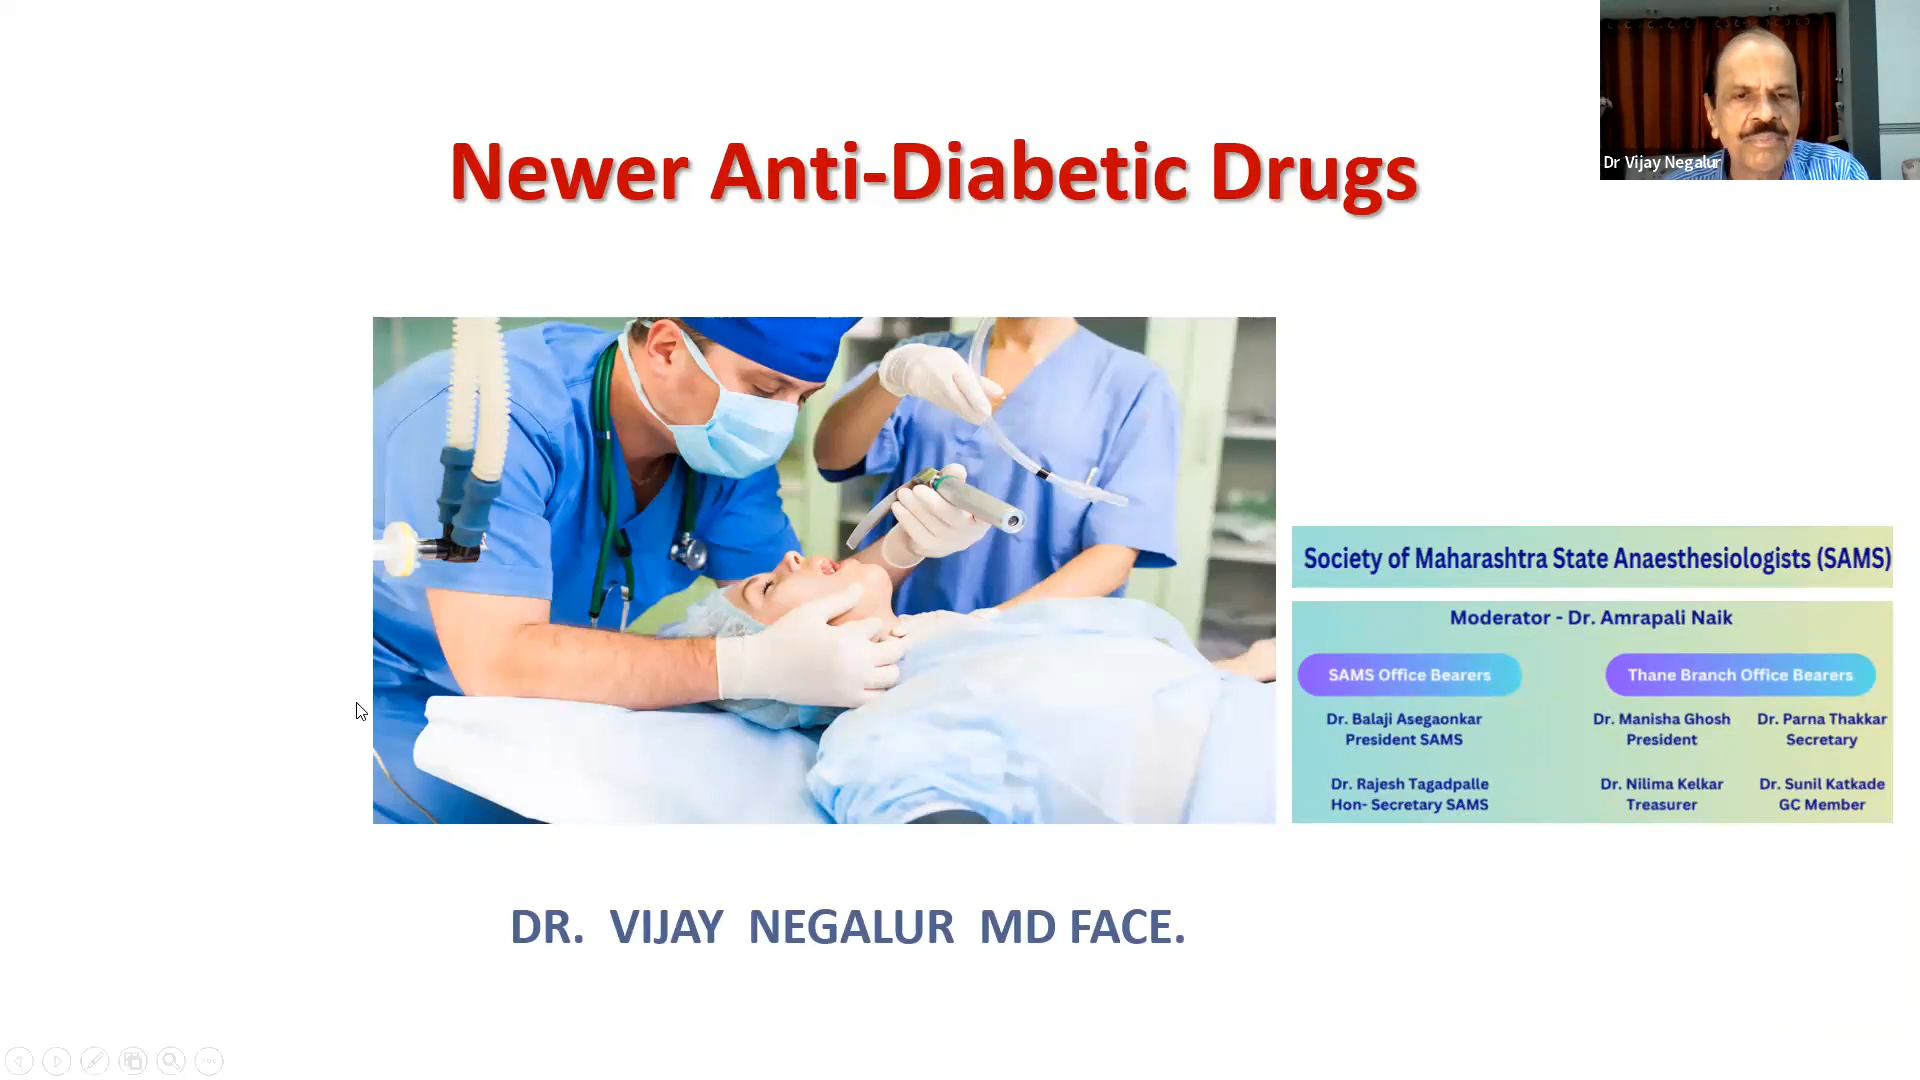 Newer Anti-Diabetic Drugs
Dr Vijay Negalur
Society of Maharashtra State Anaesthesiologists (SAMS)
Moderator - Dr. Amrapali Naik
SAMS Office Bearers
Thane Branch Office Bearers
Dr. Balaji Asegaonkar
President SAMS
Dr. Manisha Ghosh
President
Dr. Parna Thakkar
Secretary
Dr. Rajesh Tagadpalle
Hon- Secretary SAMS
Dr. Nilima Kelkar
Treasurer
Dr. Sunil Katkade
GC Member
DR. VIJAY NEGALUR MD FACE.